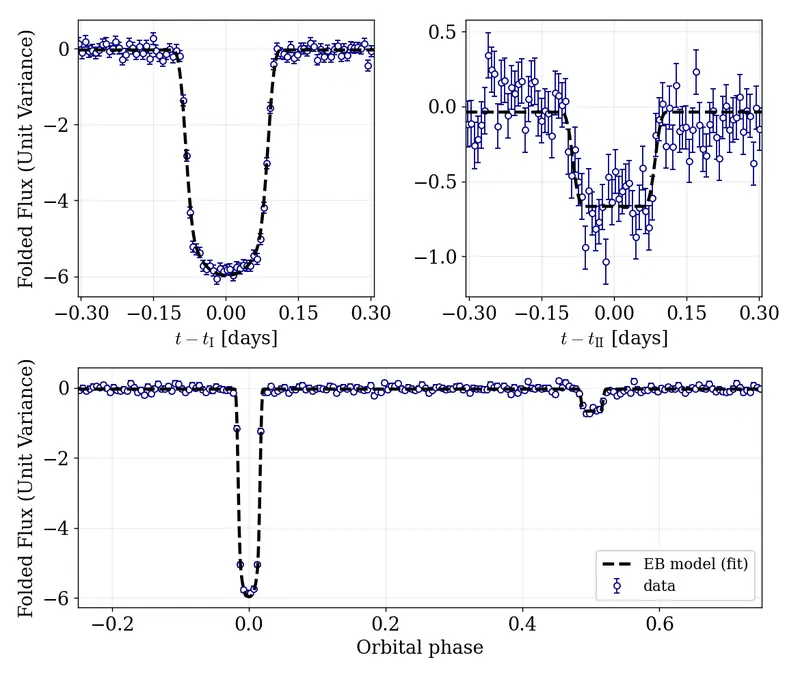 Folded Flux (Unit Variance)
0
−2
−4
−6
−0.30 −0.15 0.00 0.15 0.30
t − tI [days]
0.5
0.0
−0.5
−1.0
−0.30 −0.15 0.00 0.15 0.30
t − tII [days]
Folded Flux (Unit Variance)
0
−2
−4
−6
−0.2 0.0 0.2 0.4 0.6
Orbital phase
EB model (fit)
data